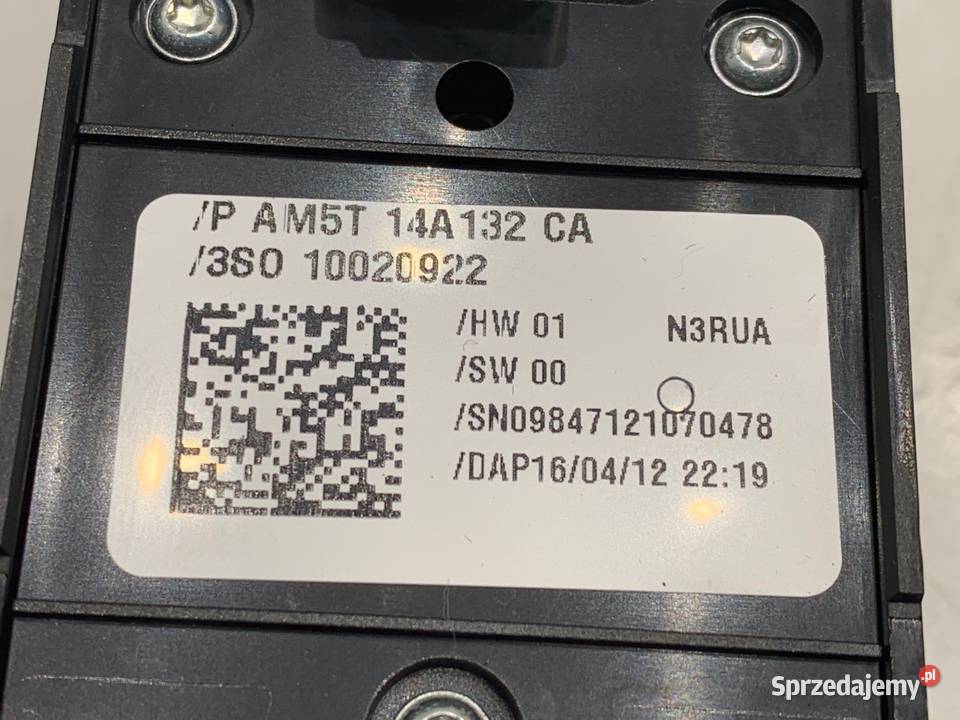 /P AM5T 14A132 CA
/3SO 10020922
/HW 01 N3RUA
/SW 00
/SN09847121070478
/DAP16/04/12 22:19
Sprzedajemy.pl